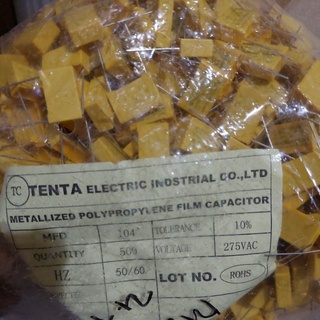 TC TENTA ELECTRIC INDSTRIAL CO.,LTD
METALLIZED POLYPROPYLENE FILM CAPACITOR
MFD 104 TOLERANCE 10%
QUANTITY 500 VOLTAGE 275VAC
HZ 50/60 LOT NO. ROHS